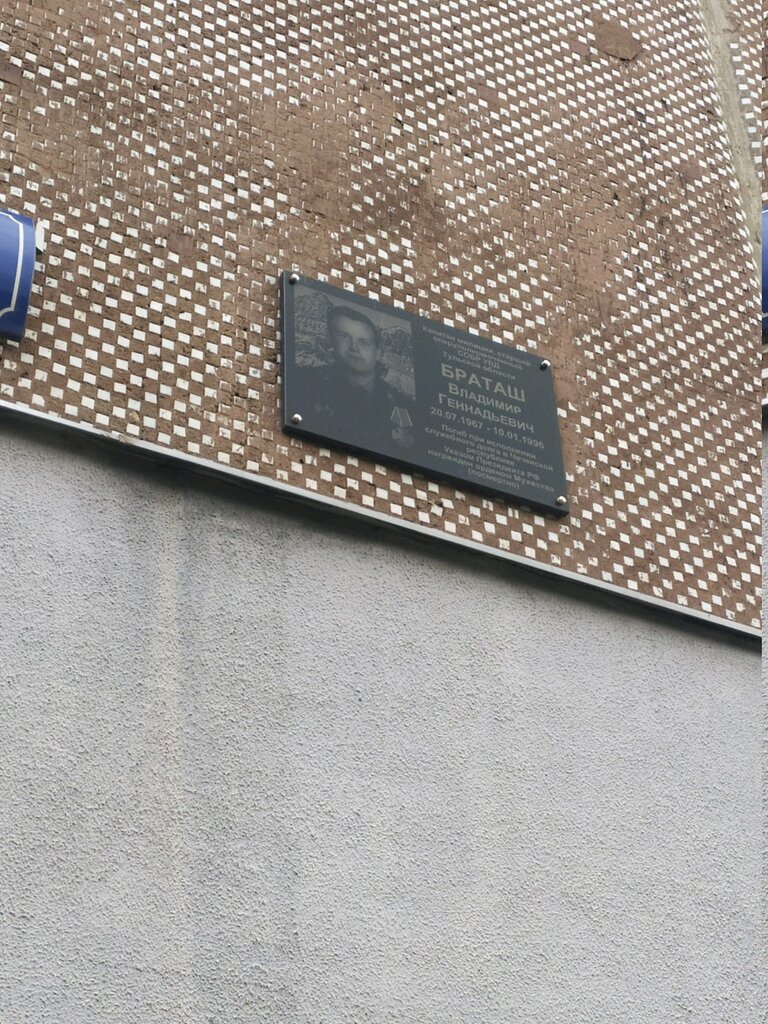 Капитан милиции, старший
оперуполномоченный
СОБР УВД
Тульской области
БРАТАШ
ВЛАДИМИР
ГЕННАДЬЕВИЧ
20.07.1967 - 10.01.1996
Погиб при исполнении
служебного долга в Чеченской
республике.
Указом Президента РФ
награжден орденом Мужества
(посмертно)